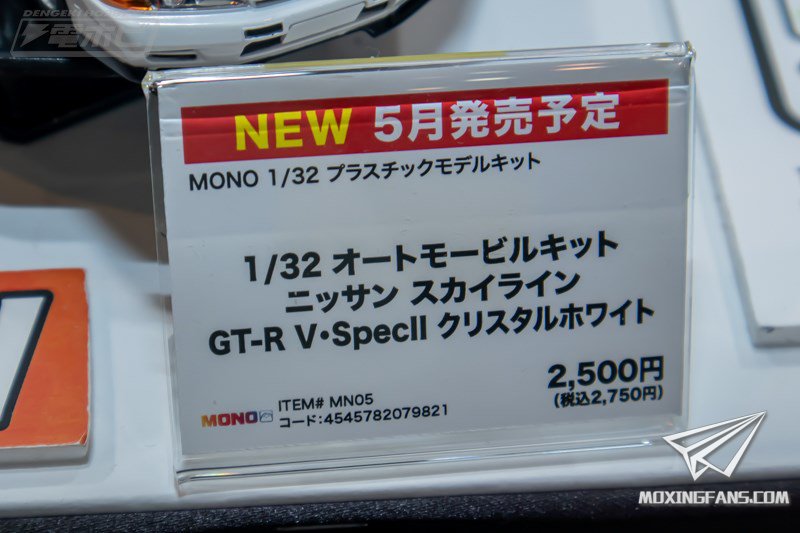 電ホビ
NEW 5月発売予定
MONO 1/32 プラスチックモデルキット
1/32 オートモービルキット
ニッサン スカイライン
GT-R V・SpecII クリスタルホワイト
2,500円
(税込2,750円)
MONO
ITEM# MN05
コード:4545782079821
MOXINGFANS.COM